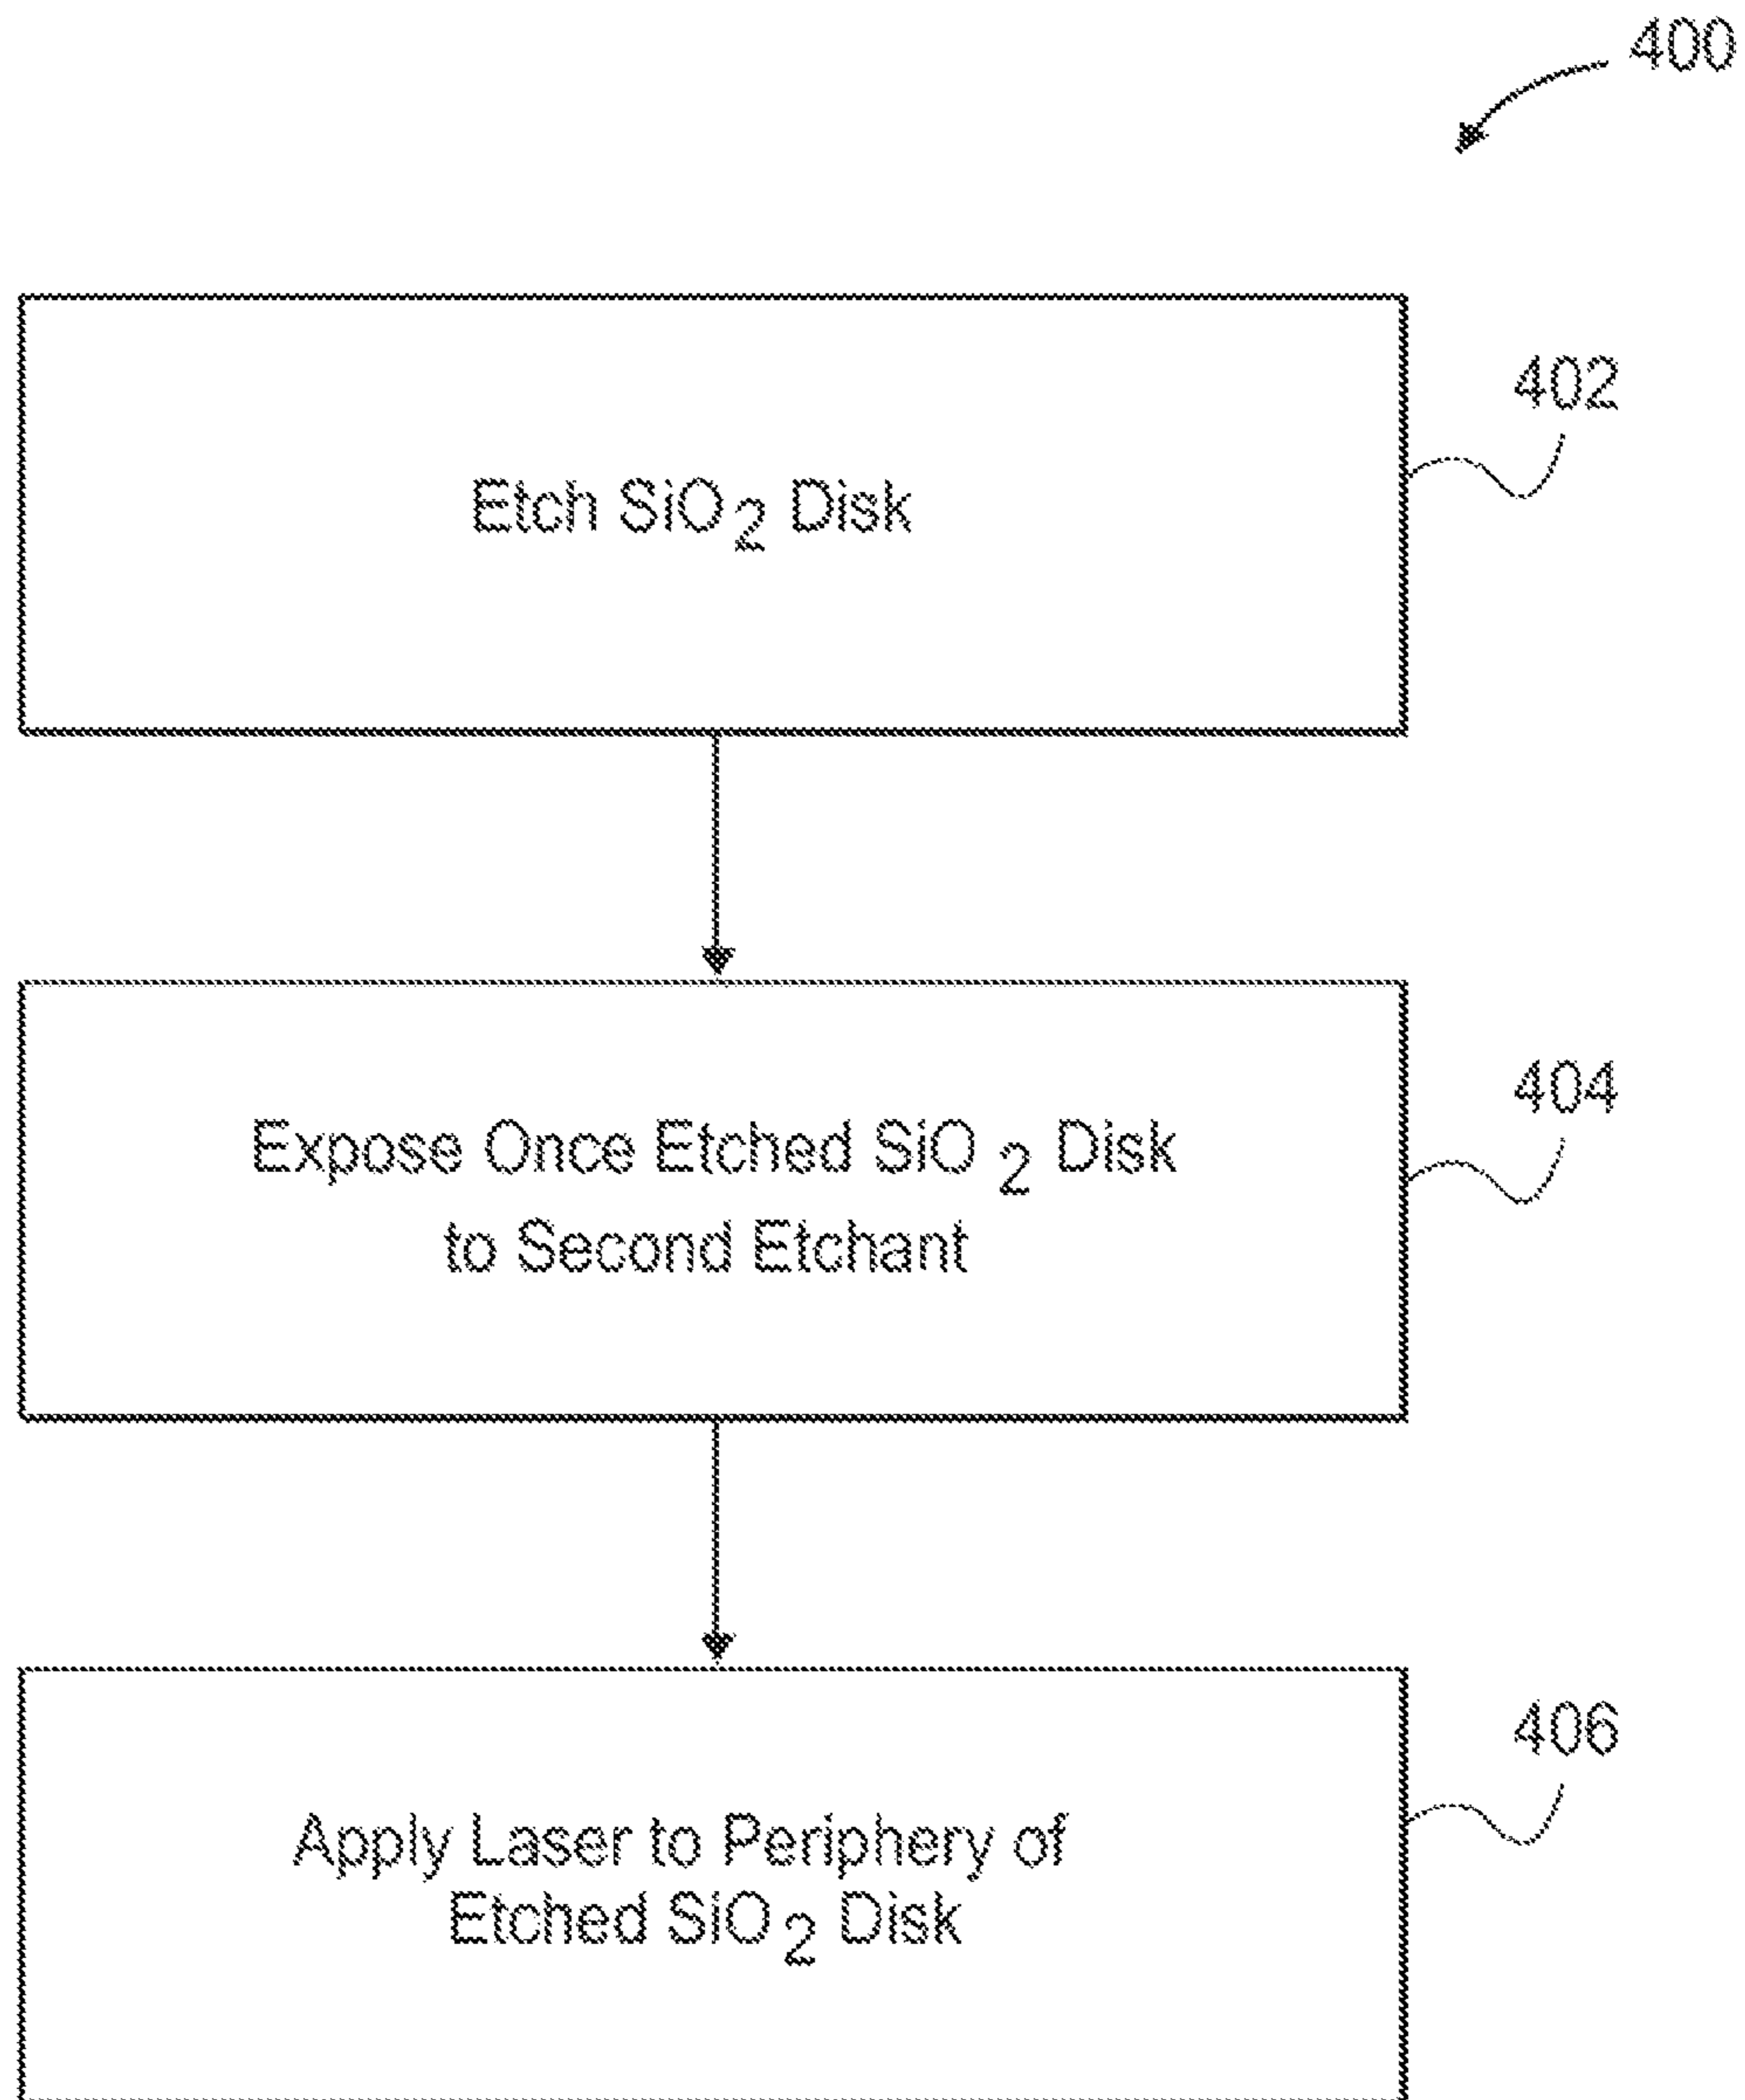 400
402
Etch SiO₂ Disk
404
Expose Once Etched SiO₂ Disk
to Second Etchant
406
Apply Laser to Periphery of
Etched SiO₂ Disk